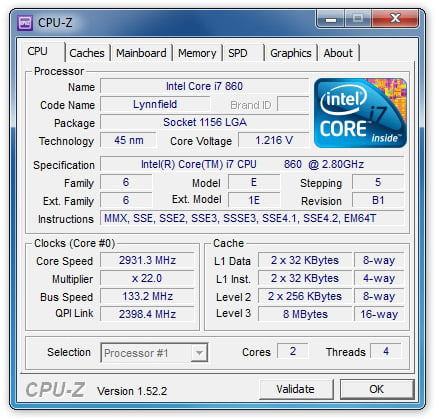 CPU-Z
CPU Caches Mainboard Memory SPD Graphics About
Processor
Name Intel Core i7 860
Code Name Lynnfield Brand ID
Package Socket 1156 LGA
Technology 45 nm Core Voltage 1.216 V
intel CORE i7 inside™
Specification Intel(R) Core(TM) i7 CPU 860 @ 2.80GHz
Family 6 Model E Stepping 5
Ext. Family 6 Ext. Model 1E Revision B1
Instructions MMX, SSE, SSE2, SSE3, SSSE3, SSE4.1, SSE4.2, EM64T
Clocks (Core #0) Cache
Core Speed 2931.3 MHz L1 Data 2 x 32 KBytes 8-way
Multiplier x 22.0 L1 Inst. 2 x 32 KBytes 4-way
Bus Speed 133.2 MHz Level 2 2 x 256 KBytes 8-way
QPI Link 2398.4 MHz Level 3 8 MBytes 16-way
Selection Processor #1 Cores 2 Threads 4
CPU-Z Version 1.52.2 Validate OK